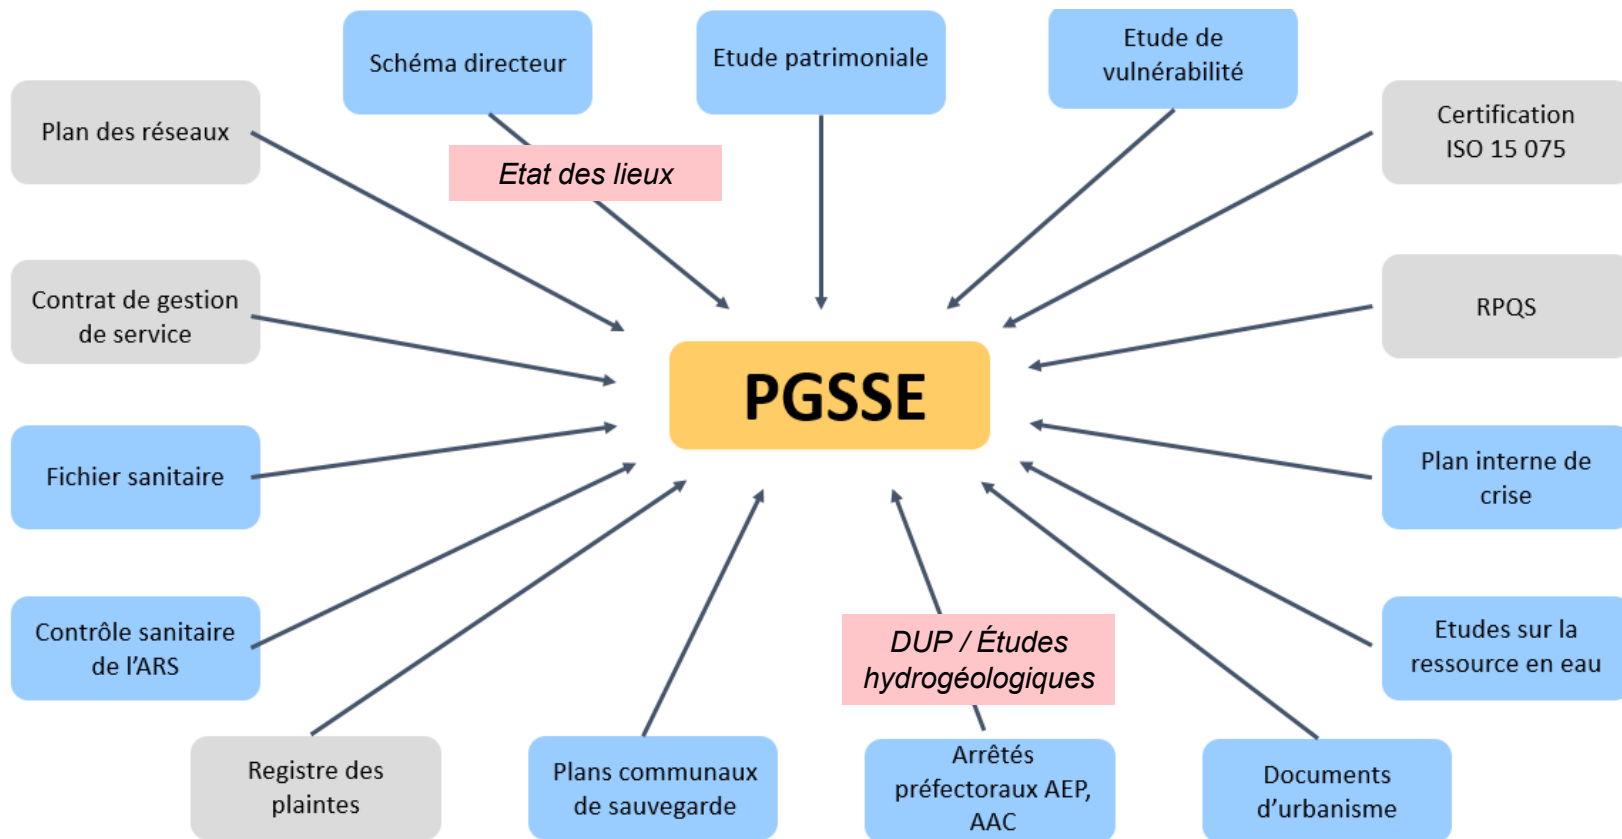 Schéma directeur
Etude patrimoniale
Etude de
vulnérabilité
Plan des réseaux
Certification
ISO 15 075
Etat des lieux
Contrat de gestion
de service
RPQS
PGSSE
Fichier sanitaire
Plan interne de
crise
Contrôle sanitaire
de l'ARS
DUP / Études
hydrogéologiques
Etudes sur la
ressource en eau
Registre des
plaintes
Plans communaux
de sauvegarde
Arrêtés
préfectoraux AEP,
AAC
Documents
d'urbanisme